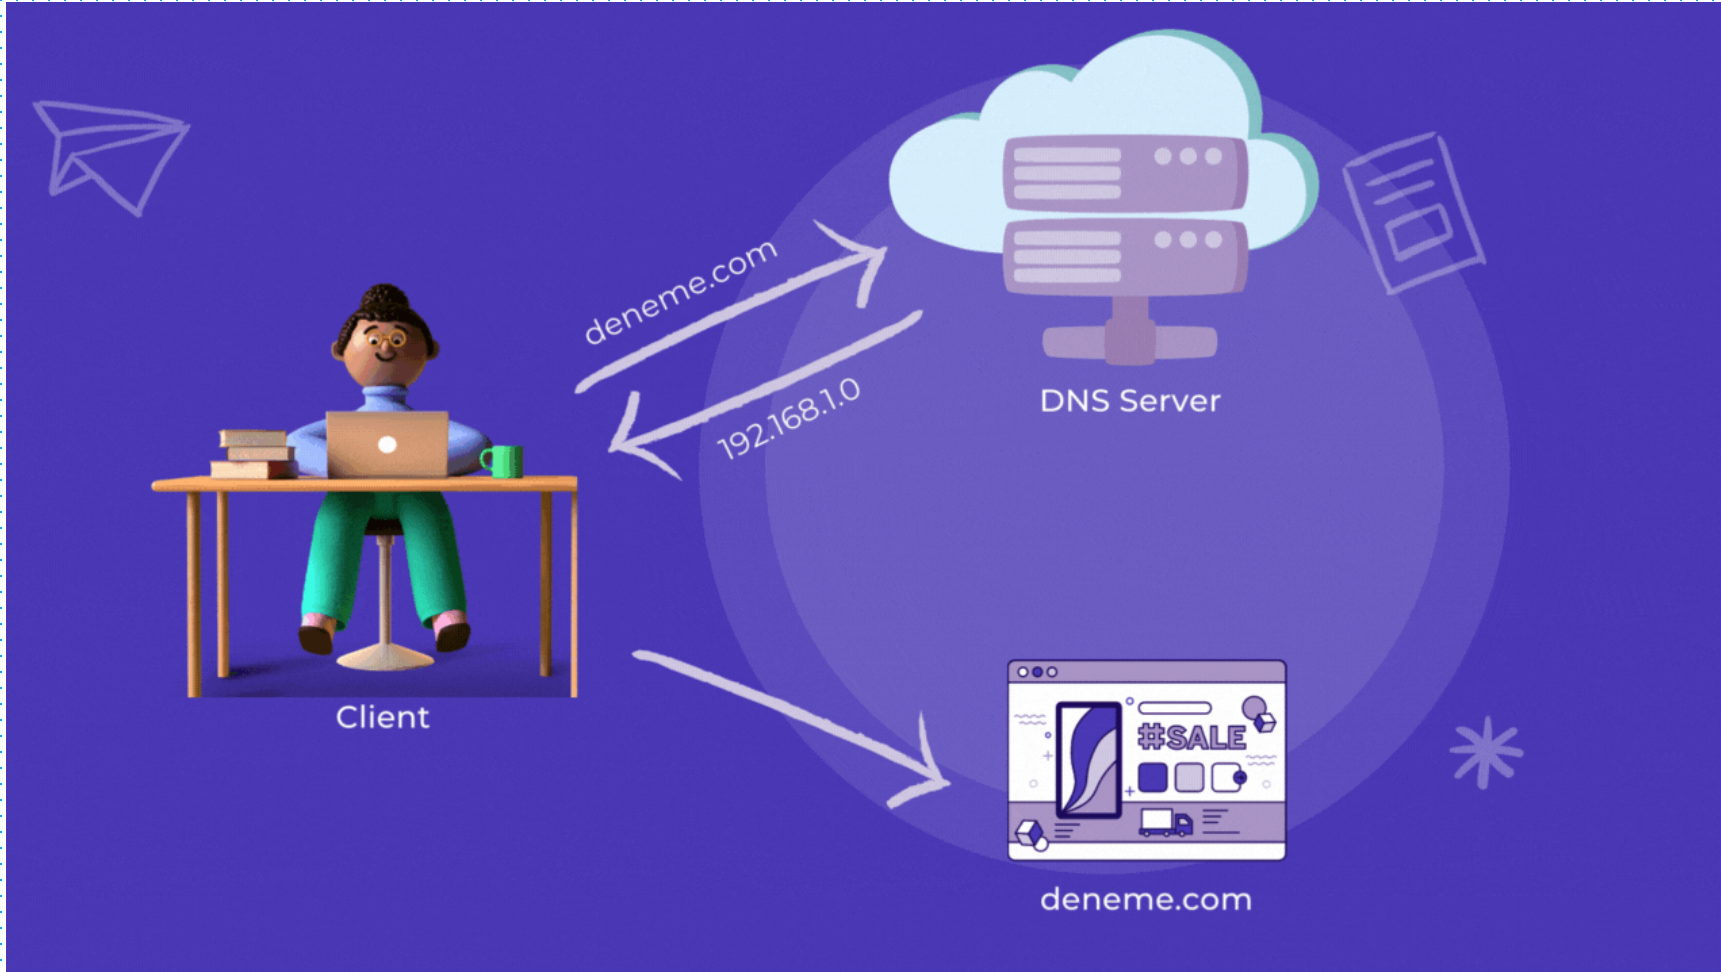 deneme.com
192.168.1.0
DNS Server
Client
#SALE
deneme.com